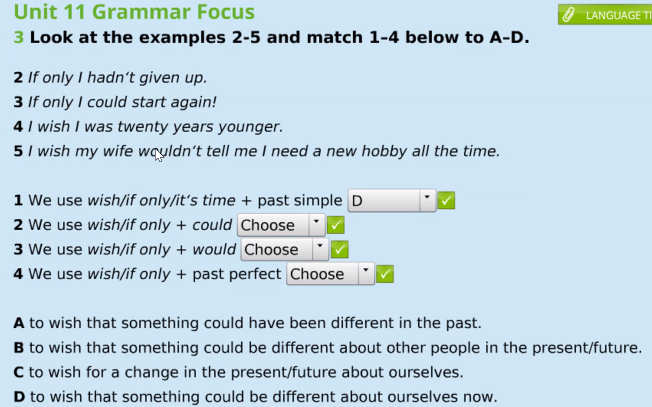 Unit 11 Grammar Focus
LANGUAGE
3 Look at the examples 2-5 and match 1–4 below to A–D.
2 If only I hadn't given up.
3 If only I could start again!
4 I wish I was twenty years younger.
5 I wish my wife wouldn't tell me I need a new hobby all the time.
1 We use wish/if only/it's time + past simple D
2 We use wish/if only + could Choose
3 We use wish/if only + would Choose
4 We use wish/if only + past perfect Choose
A to wish that something could have been different in the past.
B to wish that something could be different about other people in the present/future.
C to wish for a change in the present/future about ourselves.
D to wish that something could be different about ourselves now.